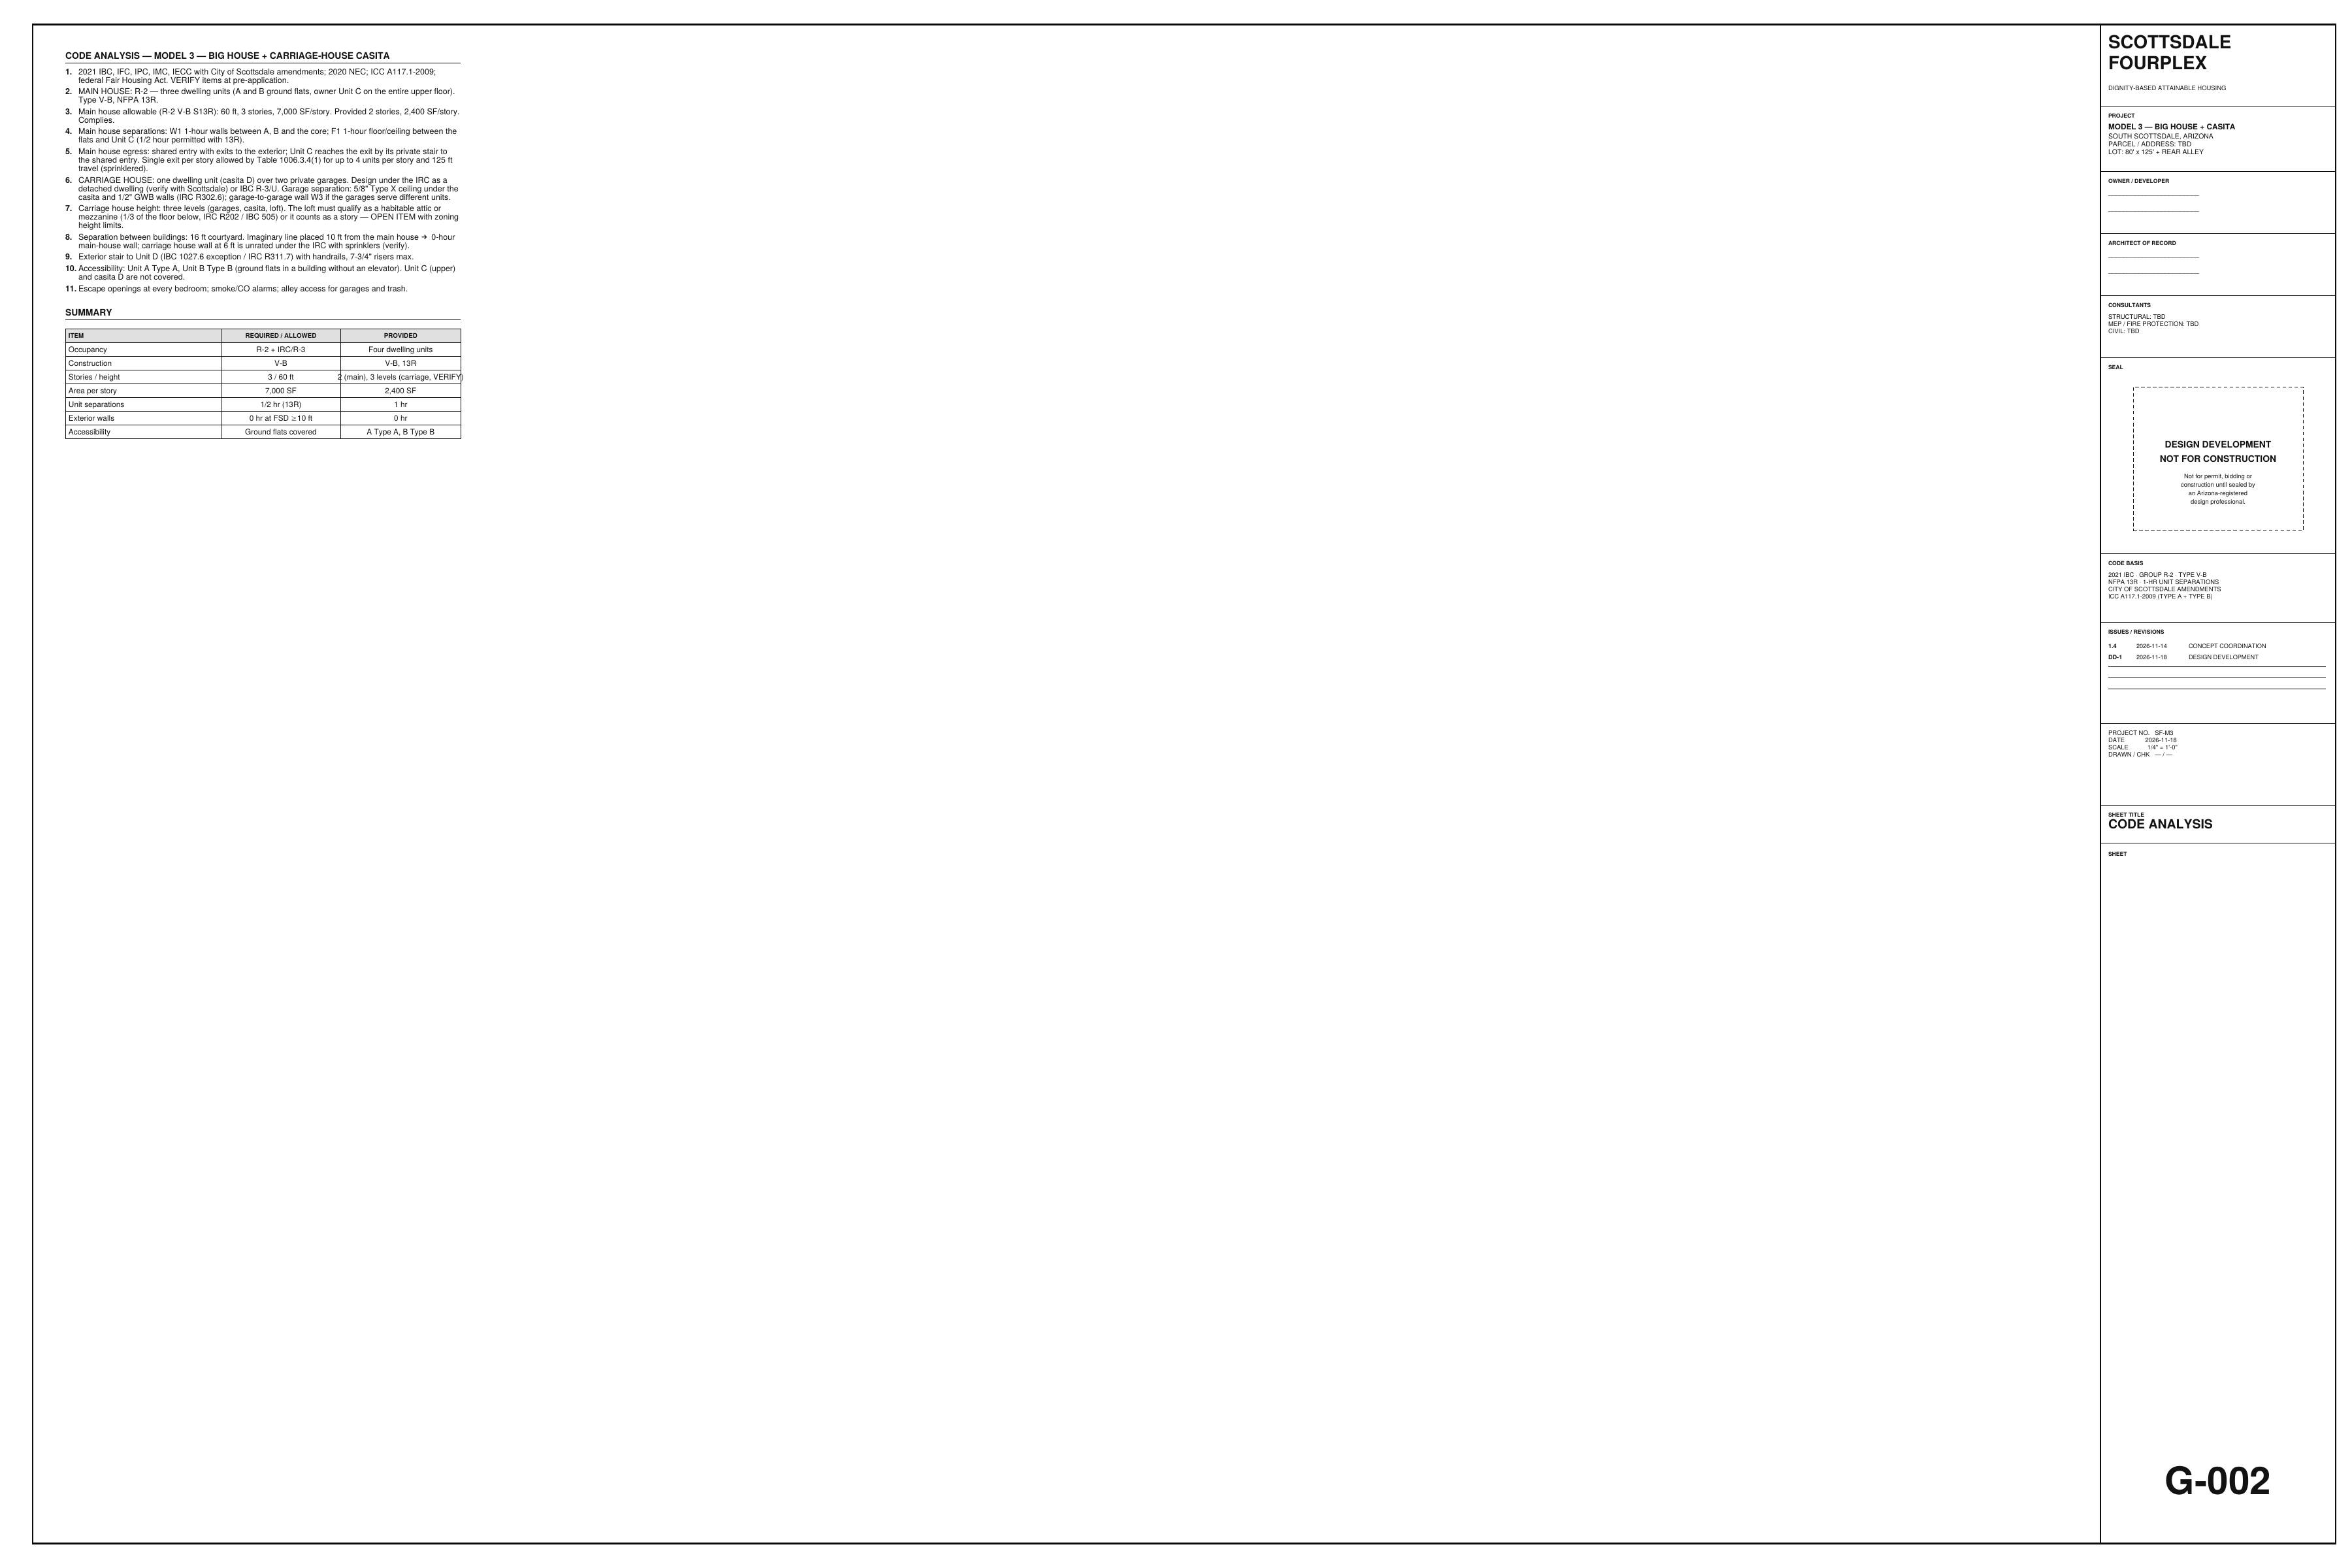 CODE ANALYSIS — MODEL 3 — BIG HOUSE + CARRIAGE-HOUSE CASITA
1. 2021 IBC, IFC, IPC, IMC, IECC with City of Scottsdale amendments; 2020 NEC; ICC A117.1-2009;
federal Fair Housing Act. VERIFY items at pre-application.
2. MAIN HOUSE: R-2 — three dwelling units (A and B ground flats, owner Unit C on the entire upper floor).
Type V-B, NFPA 13R.
3. Main house allowable (R-2 V-B S13R): 60 ft, 3 stories, 7,000 SF/story. Provided 2 stories, 2,400 SF/story.
Complies.
4. Main house separations: W1 1-hour walls between A, B and the core; F1 1-hour floor/ceiling between the
flats and Unit C (1/2 hour permitted with 13R).
5. Main house egress: shared entry with exits to the exterior; Unit C reaches the exit by its private stair to
the shared entry. Single exit per story allowed by Table 1006.3.4(1) for up to 4 units per story and 125 ft
travel (sprinklered).
6. CARRIAGE HOUSE: one dwelling unit (casita D) over two private garages. Design under the IRC as a
detached dwelling (verify with Scottsdale) or IBC R-3/U. Garage separation: 5/8" Type X ceiling under the
casita and 1/2" GWB walls (IRC R302.6); garage-to-garage wall W3 if the garages serve different units.
7. Carriage house height: three levels (garages, casita, loft). The loft must qualify as a habitable attic or
mezzanine (1/3 of the floor below, IRC R202 / IBC 505) or it counts as a story — OPEN ITEM with zoning
height limits.
8. Separation between buildings: 16 ft courtyard. Imaginary line placed 10 ft from the main house → 0-hour
main-house wall; carriage house wall at 6 ft is unrated under the IRC with sprinklers (verify).
9. Exterior stair to Unit D (IBC 1027.6 exception / IRC R311.7) with handrails, 7-3/4" risers max.
10. Accessibility: Unit A Type A, Unit B Type B (ground flats in a building without an elevator). Unit C (upper)
and casita D are not covered.
11. Escape openings at every bedroom; smoke/CO alarms; alley access for garages and trash.
SUMMARY
ITEM REQUIRED / ALLOWED PROVIDED
Occupancy R-2 + IRC/R-3 Four dwelling units
Construction V-B V-B, 13R
Stories / height 3 / 60 ft 2 (main), 3 levels (carriage, VERIFY)
Area per story 7,000 SF 2,400 SF
Unit separations 1/2 hr (13R) 1 hr
Exterior walls 0 hr at FSD ≥ 10 ft 0 hr
Accessibility Ground flats covered A Type A, B Type B
SCOTTSDALE
FOURPLEX
DIGNITY-BASED ATTAINABLE HOUSING
PROJECT
MODEL 3 — BIG HOUSE + CASITA
SOUTH SCOTTSDALE, ARIZONA
PARCEL / ADDRESS: TBD
LOT: 80' x 125' + REAR ALLEY
OWNER / DEVELOPER
ARCHITECT OF RECORD
CONSULTANTS
STRUCTURAL: TBD
MEP / FIRE PROTECTION: TBD
CIVIL: TBD
SEAL
DESIGN DEVELOPMENT
NOT FOR CONSTRUCTION
Not for permit, bidding or
construction until sealed by
an Arizona-registered
design professional.
CODE BASIS
2021 IBC · GROUP R-2 · TYPE V-B
NFPA 13R · 1-HR UNIT SEPARATIONS
CITY OF SCOTTSDALE AMENDMENTS
ICC A117.1-2009 (TYPE A + TYPE B)
ISSUES / REVISIONS
1.4 2026-11-14 CONCEPT COORDINATION
DD-1 2026-11-18 DESIGN DEVELOPMENT
PROJECT NO. SF-M3
DATE 2026-11-18
SCALE 1/4" = 1'-0"
DRAWN / CHK — / —
SHEET TITLE
CODE ANALYSIS
SHEET
G-002